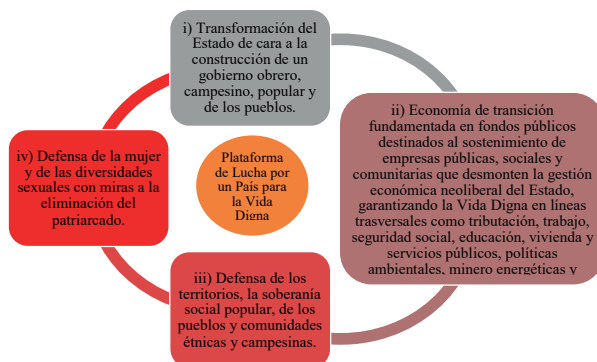 i) Transformación del
Estado de cara a la
construcción de un
gobierno obrero,
campesino, popular y
de los pueblos.
ii) Economía de transición
fundamentada en fondos públicos
destinados al sostenimiento de
empresas públicas, sociales y
comunitarias que desmonten la gestión
económica neoliberal del Estado,
garantizando la Vida Digna en líneas
trasversales como tributación, trabajo,
seguridad social, educación, vivienda y
servicios públicos, políticas
ambientales, minero energéticas y
iii) Defensa de los
territorios, la soberanía
social popular, de los
pueblos y comunidades
étnicas y campesinas.
iv) Defensa de la mujer
y de las diversidades
sexuales con miras a la
eliminación del
patriarcado.
Plataforma
de Lucha por
un País para
la Vida
Digna